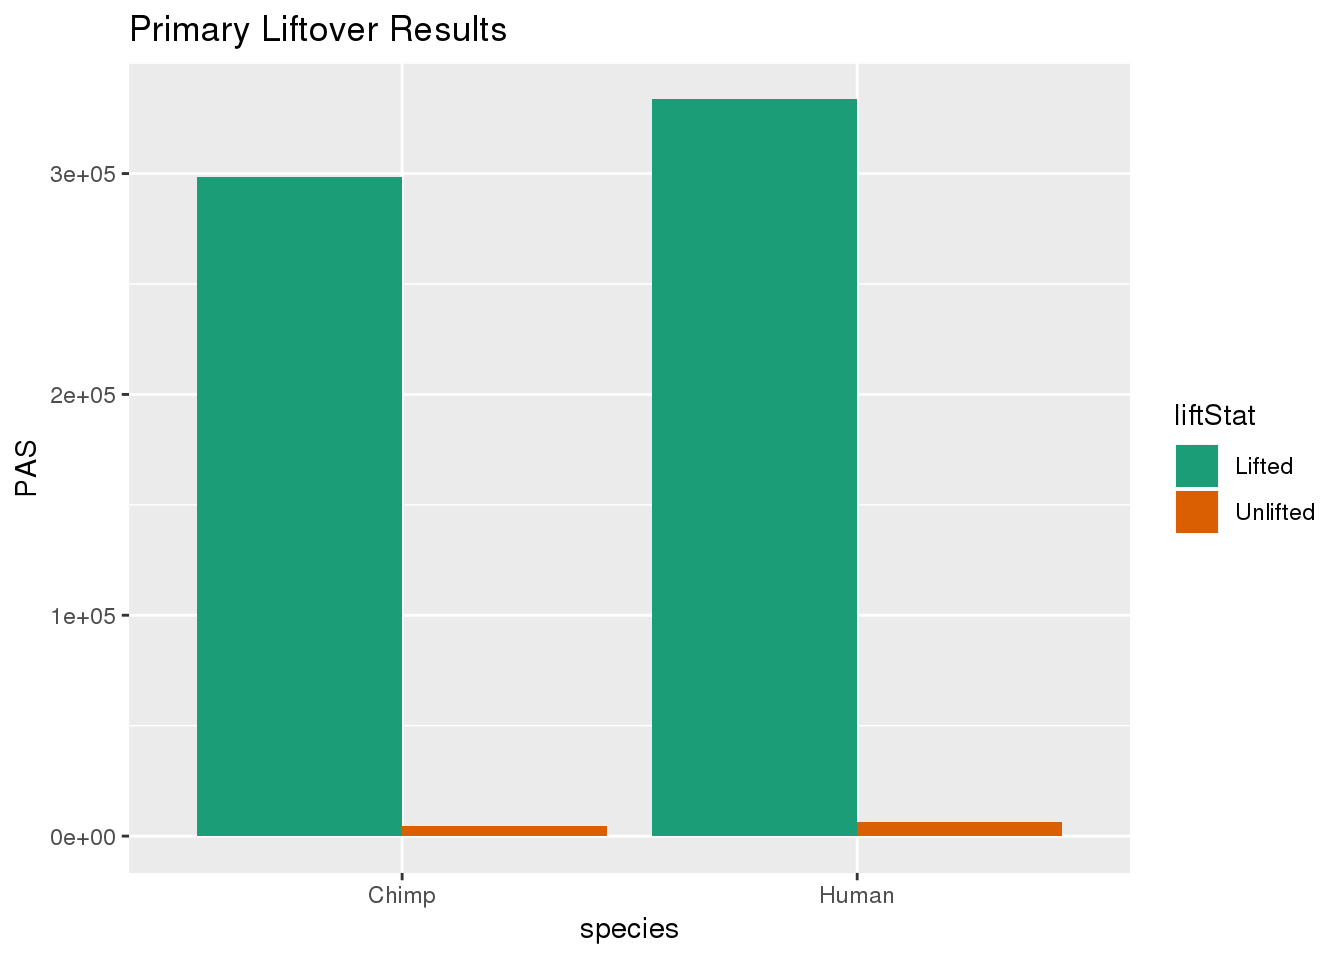 Primary Liftover Results
3e+05
2e+05
1e+05
0e+00
PAS
Chimp
Human
species
liftStat
Lifted
Unlifted